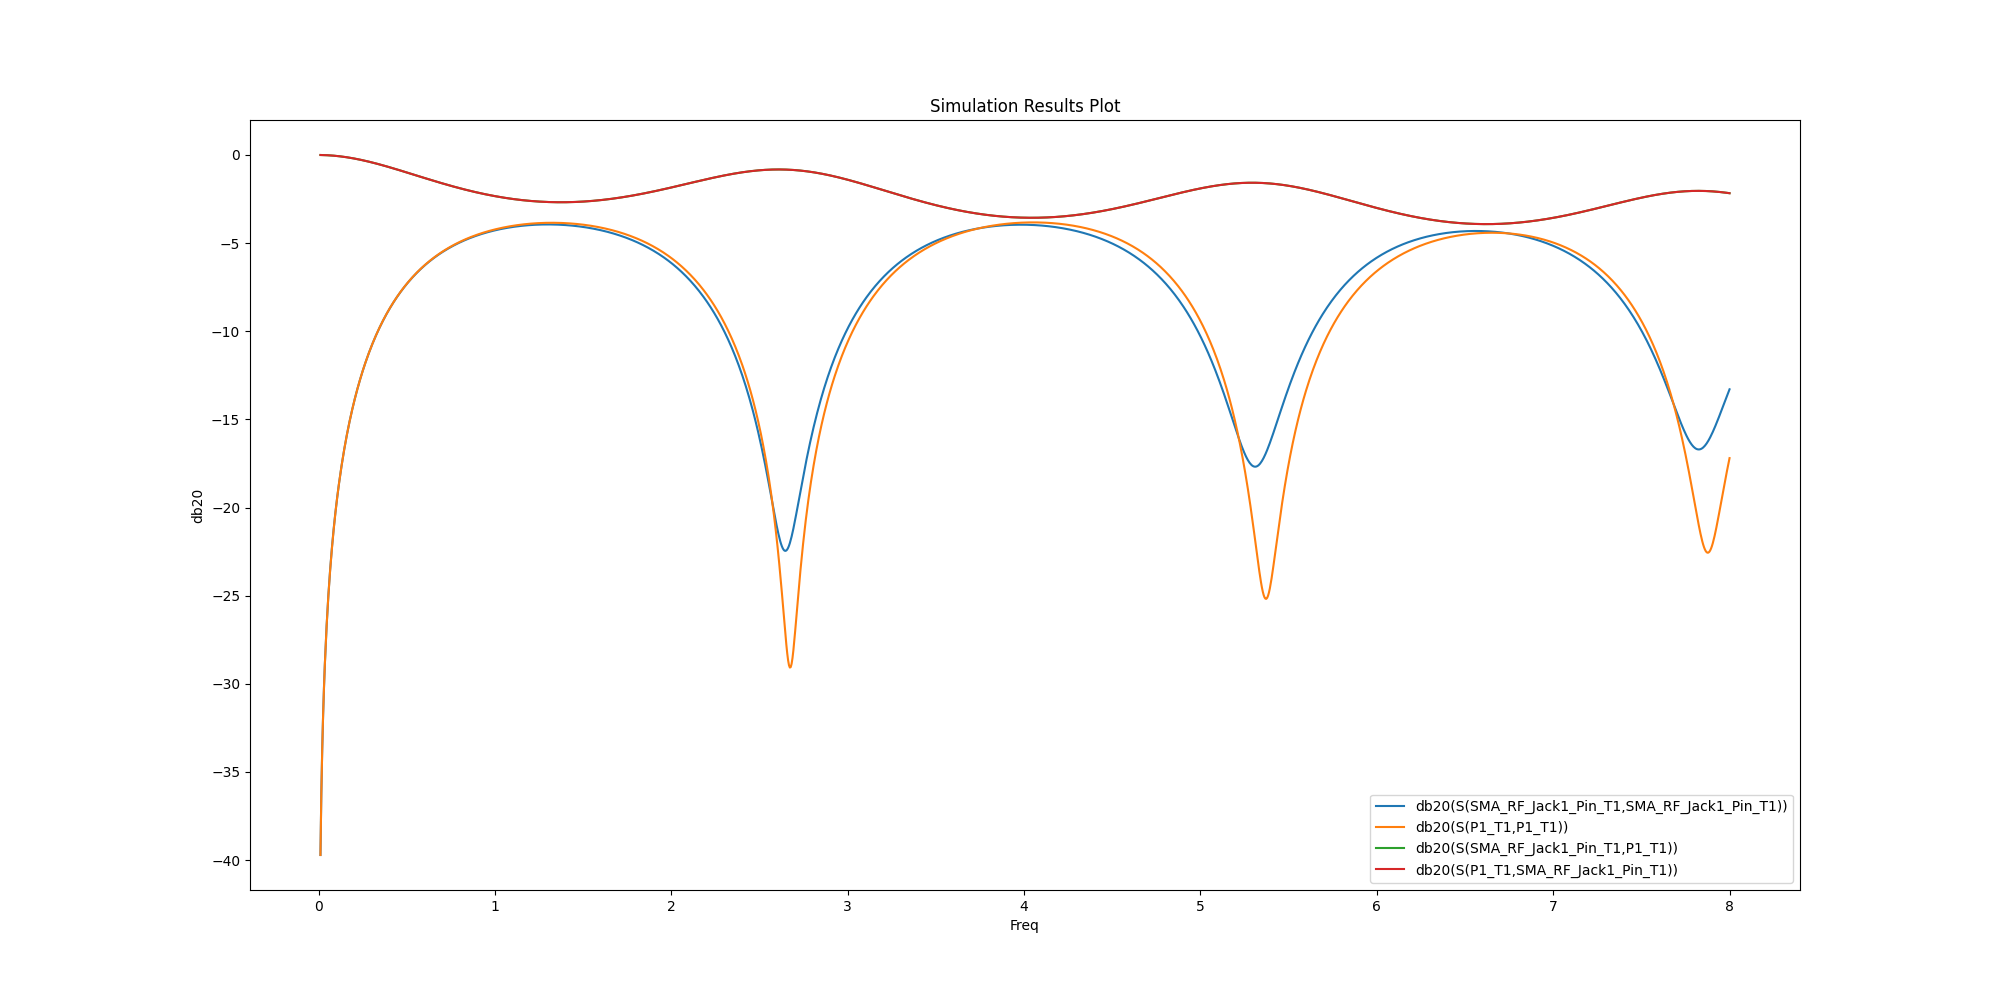 Simulation Results Plot
0
−5
−10
−15
−20
−25
−30
−35
−40
db20
0 1 2 3 4 5 6 7 8
Freq
db20(S(SMA_RF_Jack1_Pin_T1,SMA_RF_Jack1_Pin_T1))
db20(S(P1_T1,P1_T1))
db20(S(SMA_RF_Jack1_Pin_T1,P1_T1))
db20(S(P1_T1,SMA_RF_Jack1_Pin_T1))